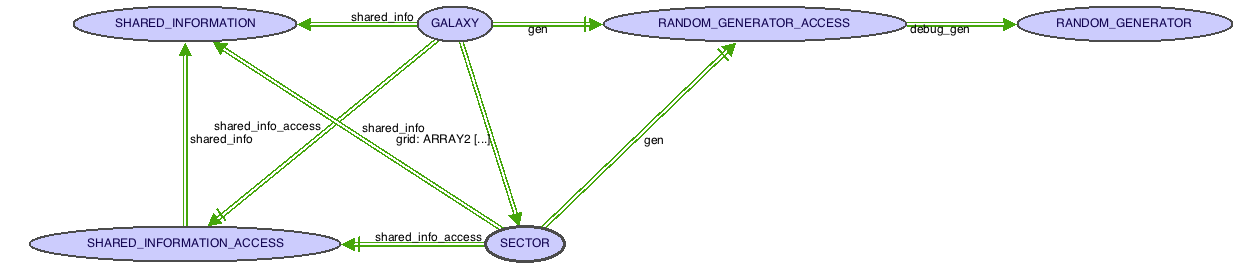 SHARED_INFORMATION
shared_info
GALAXY
gen
RANDOM_GENERATOR_ACCESS
debug_gen
RANDOM_GENERATOR
shared_info_access
shared_info
shared_info
grid: ARRAY2 [...]
gen
SHARED_INFORMATION_ACCESS
shared_info_access
SECTOR